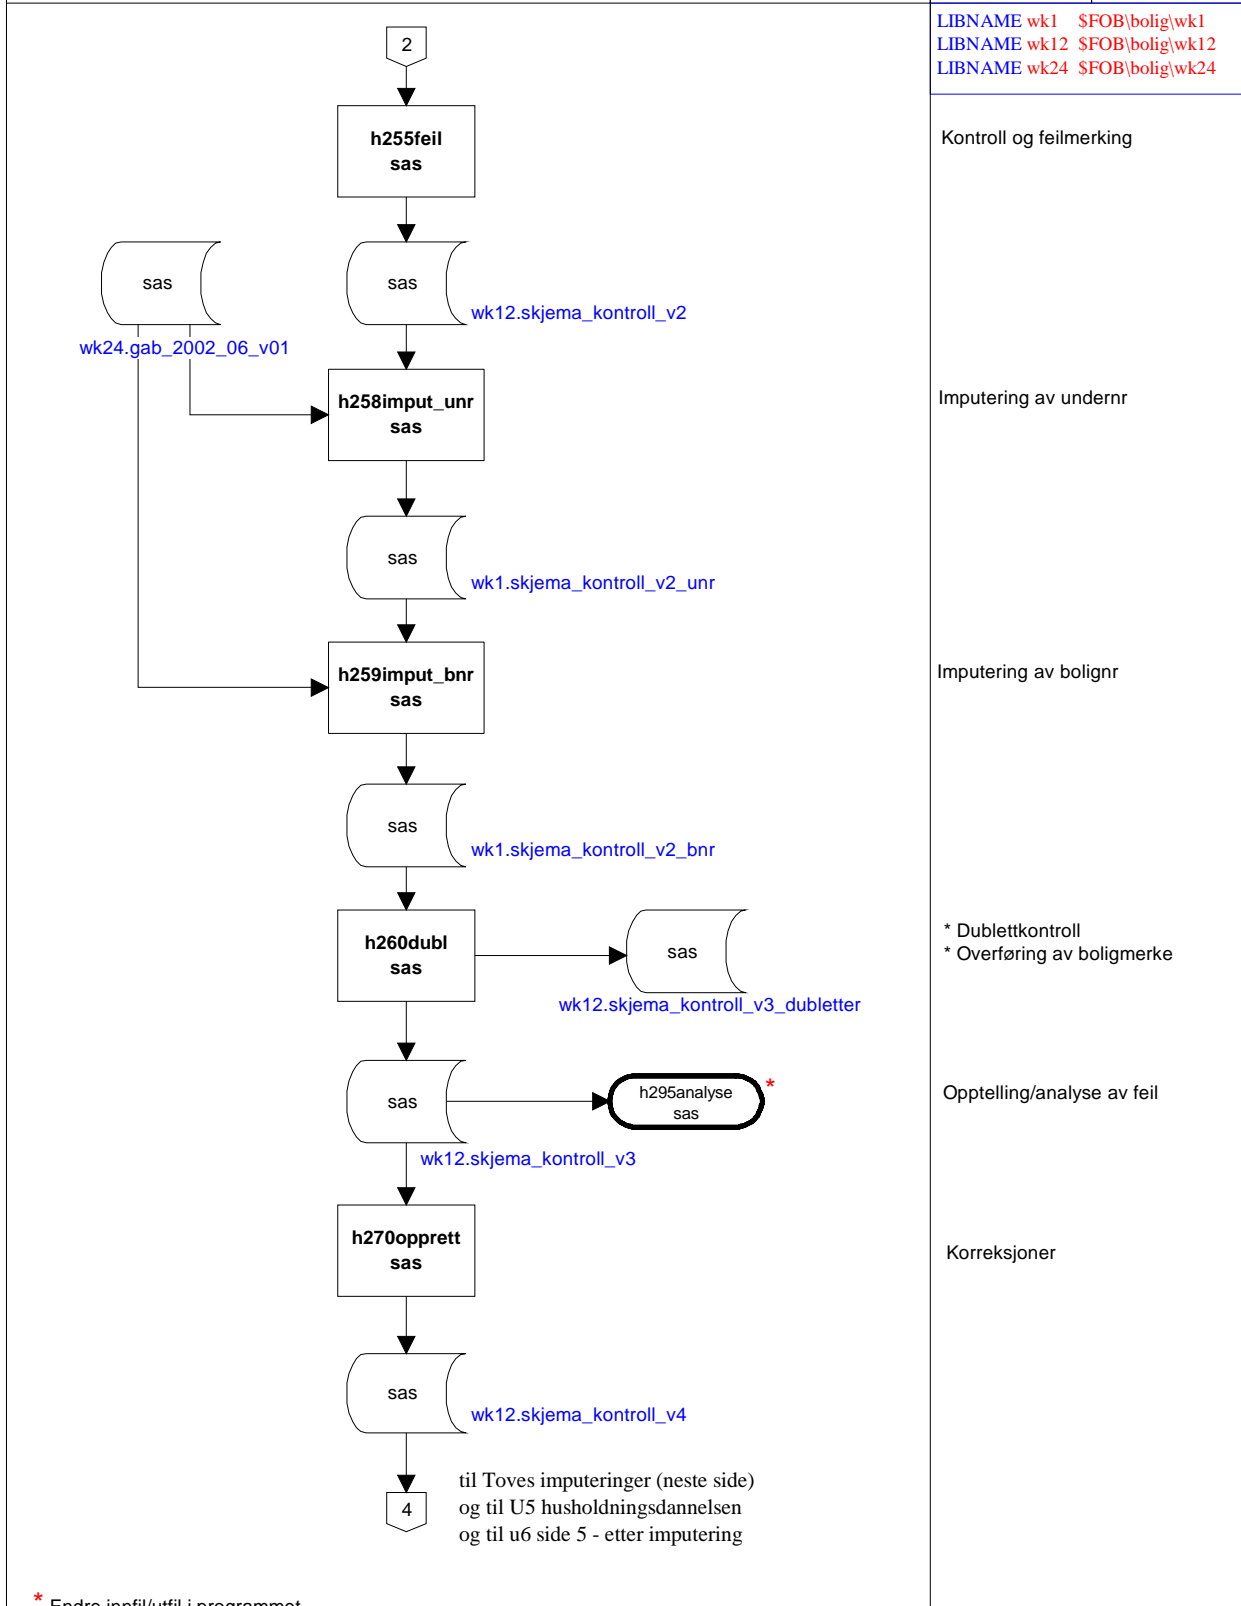 LIBNAME wk1 $FOB\bolig\wk1
LIBNAME wk12 $FOB\bolig\wk12
LIBNAME wk24 $FOB\bolig\wk24
2
h255feil
sas
Kontroll og feilmerking
sas
wk24.gab_2002_06_v01
sas
wk12.skjema_kontroll_v2
h258imput_unr
sas
Imputering av undernr
sas
wk1.skjema_kontroll_v2_unr
h259imput_bnr
sas
Imputering av bolignr
sas
wk1.skjema_kontroll_v2_bnr
h260dubl
sas
sas
wk12.skjema_kontroll_v3_dubletter
* Dublettkontroll
* Overføring av boligmerke
sas
wk12.skjema_kontroll_v3
h295analyse
sas
*
Opptelling/analyse av feil
h270opprett
sas
Korreksjoner
sas
wk12.skjema_kontroll_v4
4
til Toves imputeringer (neste side)
og til U5 husholdningsdannelsen
og til u6 side 5 - etter imputering
* Endre innfil/utfil i programmet